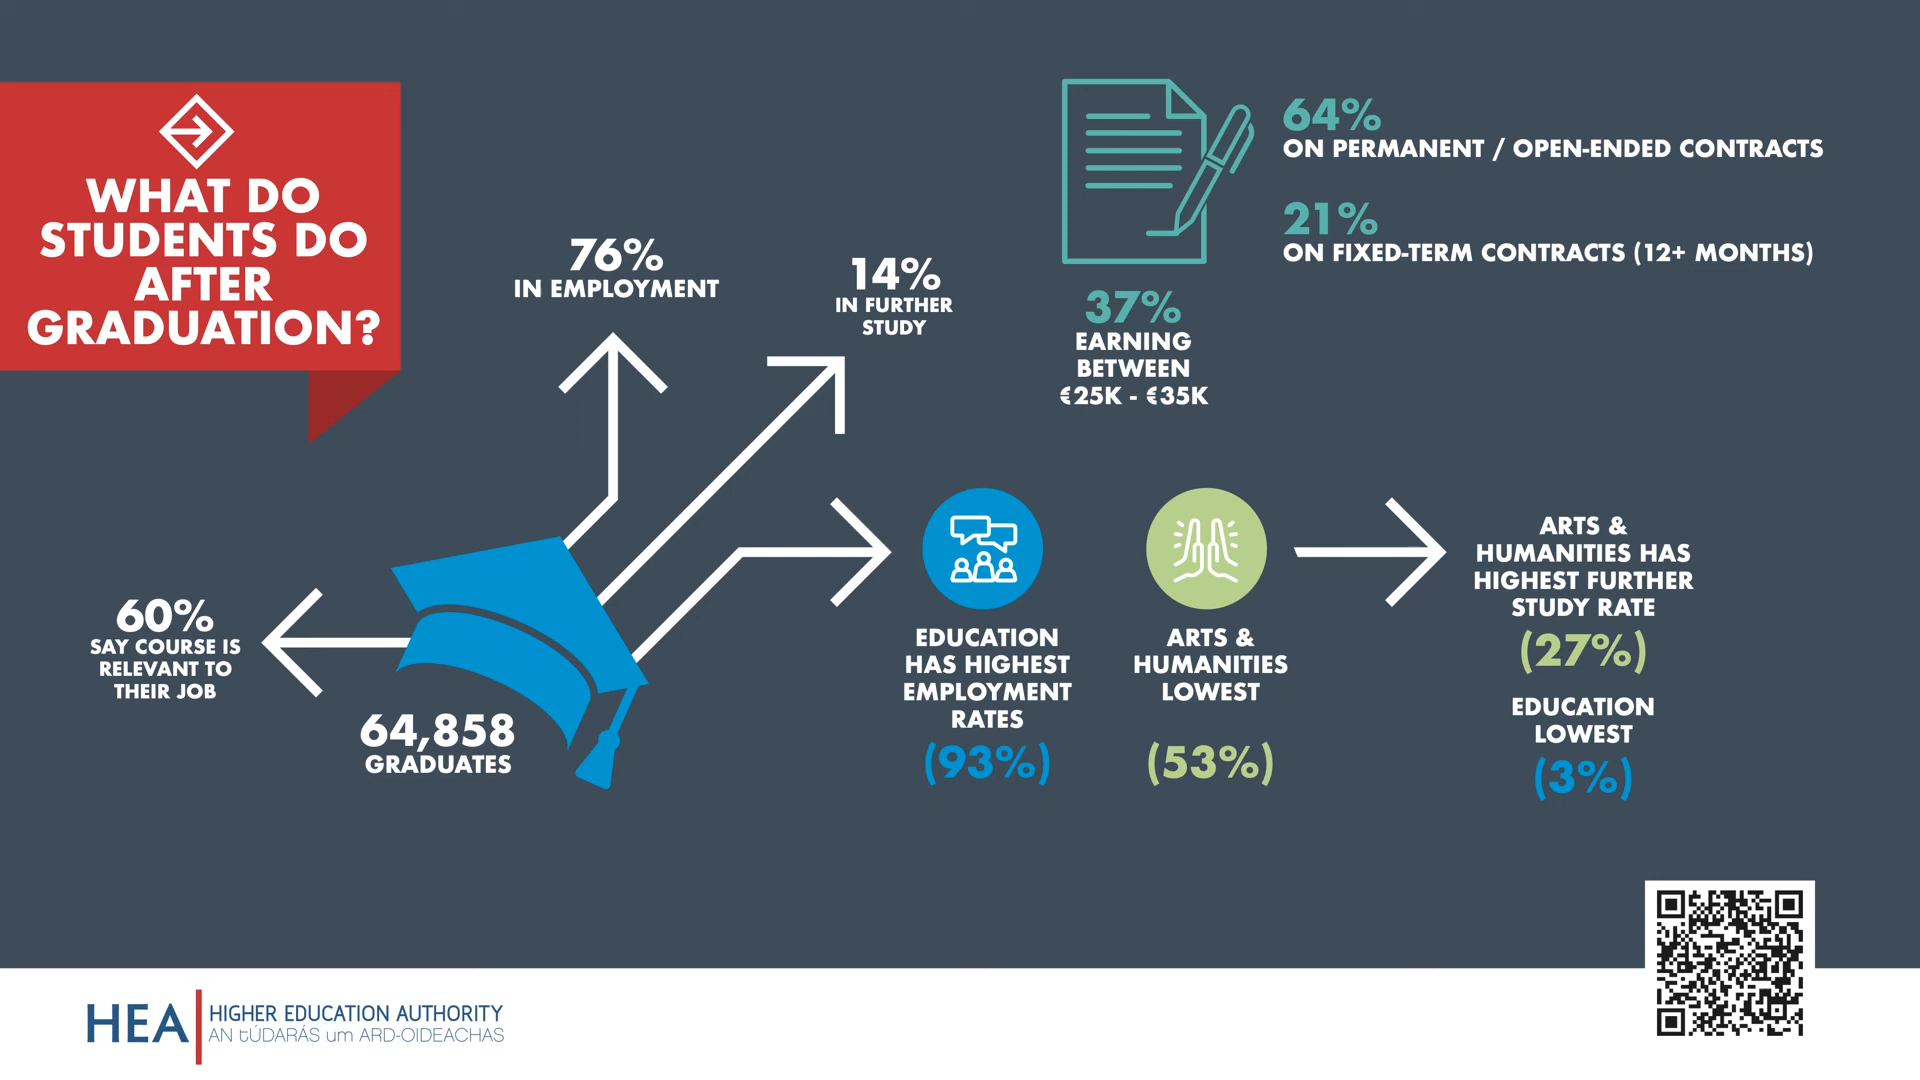 WHAT DO
STUDENTS DO
AFTER
GRADUATION?
76%
IN EMPLOYMENT
14%
IN FURTHER
STUDY
64%
ON PERMANENT / OPEN-ENDED CONTRACTS
21%
ON FIXED-TERM CONTRACTS (12+ MONTHS)
37%
EARNING
BETWEEN
€25K - €35K
60%
SAY COURSE IS
RELEVANT TO
THEIR JOB
64,858
GRADUATES
EDUCATION
HAS HIGHEST
EMPLOYMENT
RATES
(93%)
ARTS &
HUMANITIES
LOWEST
(53%)
ARTS &
HUMANITIES HAS
HIGHEST FURTHER
STUDY RATE
(27%)
EDUCATION
LOWEST
(3%)
HEA
HIGHER EDUCATION AUTHORITY
AN tÚDARÁS um ARD-OIDEACHAS